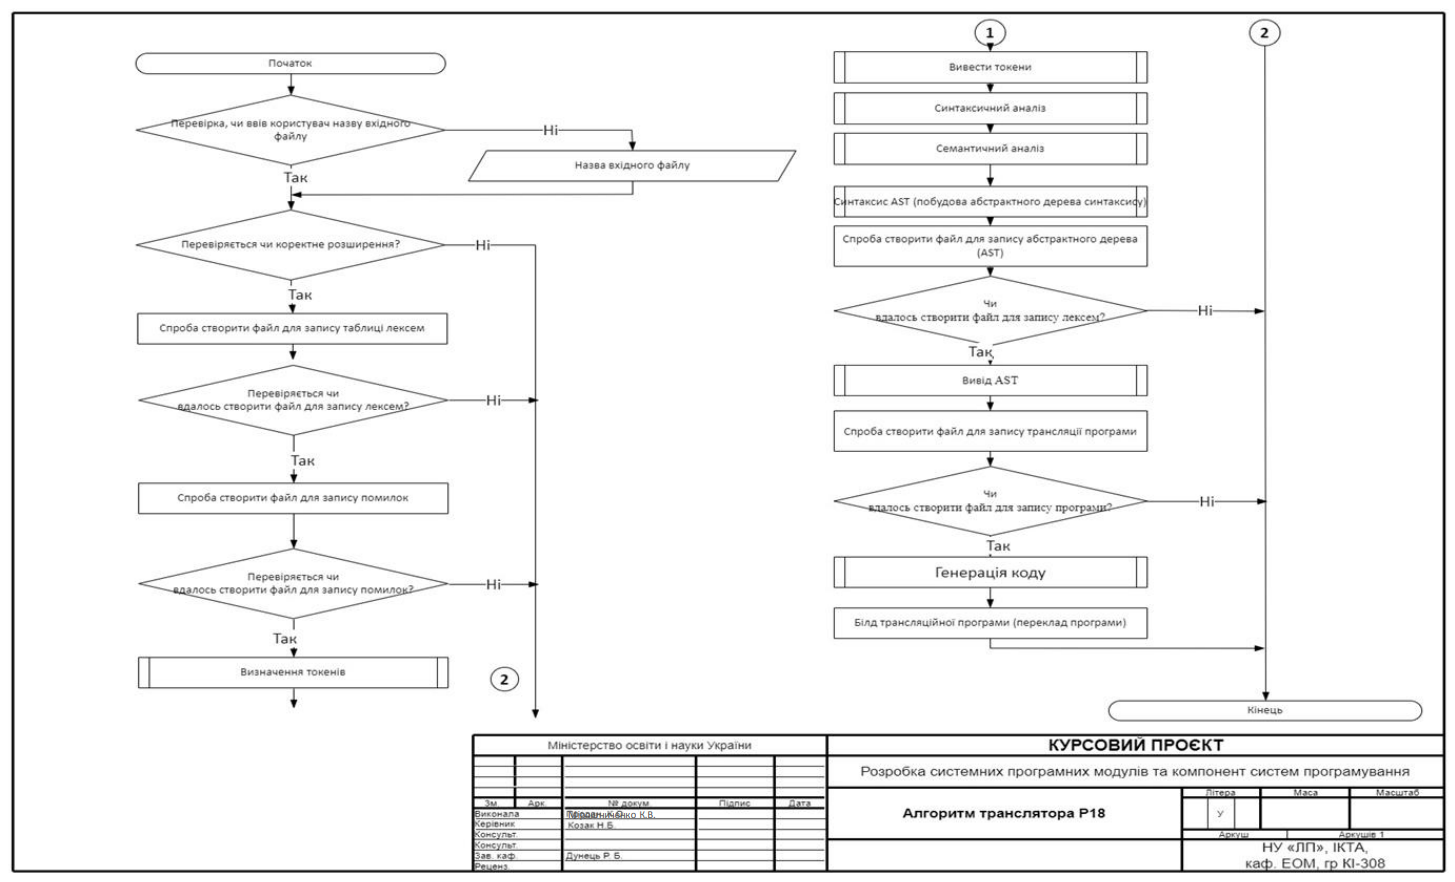 Початок
Перевірка, чи ввів користувач назву вхідного
файлу
Ні
Назва вхідного файлу
Так
Перевіряється чи коректне розширення?
Ні
Так
Спроба створити файл для запису таблиці лексем
Перевіряється чи
вдалось створити файл для запису лексем?
Ні
Так
Спроба створити файл для запису помилок
Перевіряється чи
вдалось створити файл для запису помилок?
Ні
Так
Визначення токенів
2
1
2
Вивести токени
Синтаксичний аналіз
Семантичний аналіз
Синтаксис AST (побудова абстрактного дерева синтаксису)
Спроба створити файл для запису абстрактного дерева
(AST)
Чи
вдалось створити файл для запису лексем?
Ні
Так
Вивід AST
Спроба створити файл для запису трансляції програми
Чи
вдалось створити файл для запису програми?
Ні
Так
Генерація коду
Білд трансляційної програми (переклад програми)
Кінець
Міністерство освіти і науки України
Зм. Арк. № докум. Підпис Дата
Виконала
Керівник Козак Н.Б.
Консульт.
Консульт.
Зав. каф. Дунець Р. Б.
Реценз.
КУРСОВИЙ ПРОЄКТ
Розробка системних програмних модулів та компонент систем програмування
Алгоритм транслятора P18
Літера Маса Масштаб
У
Аркуш Аркушів 1
НУ «ЛП», ІКТА,
каф. ЕОМ, гр КІ-308